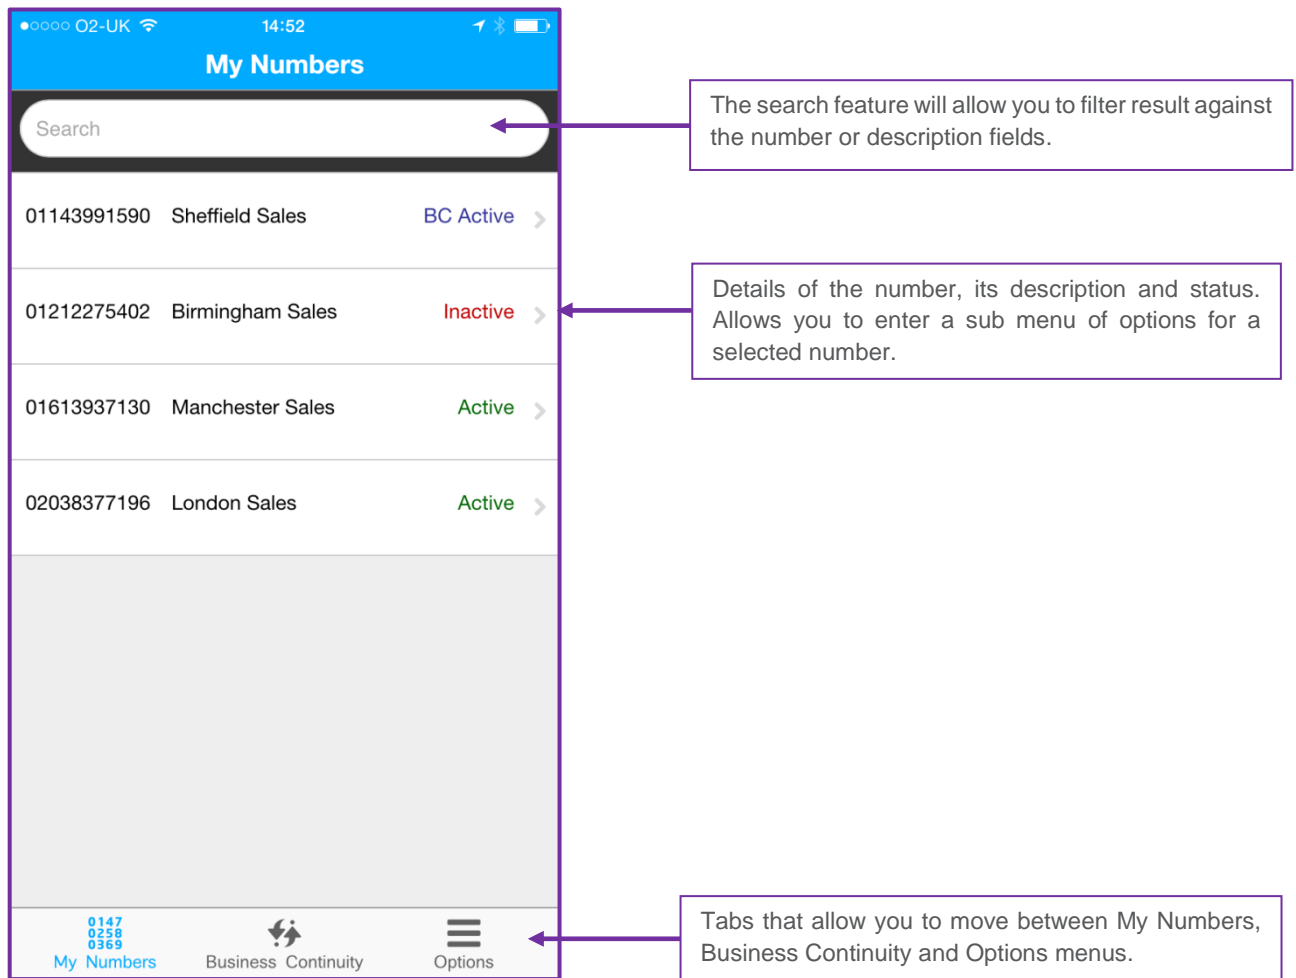 O2-UK 14:52
My Numbers
Search
The search feature will allow you to filter result against
the number or description fields.
01143991590 Sheffield Sales BC Active
01212275402 Birmingham Sales Inactive
Details of the number, its description and status.
Allows you to enter a sub menu of options for a
selected number.
01613937130 Manchester Sales Active
02038377196 London Sales Active
0147
0258
0369
My Numbers Business Continuity Options
Tabs that allow you to move between My Numbers,
Business Continuity and Options menus.